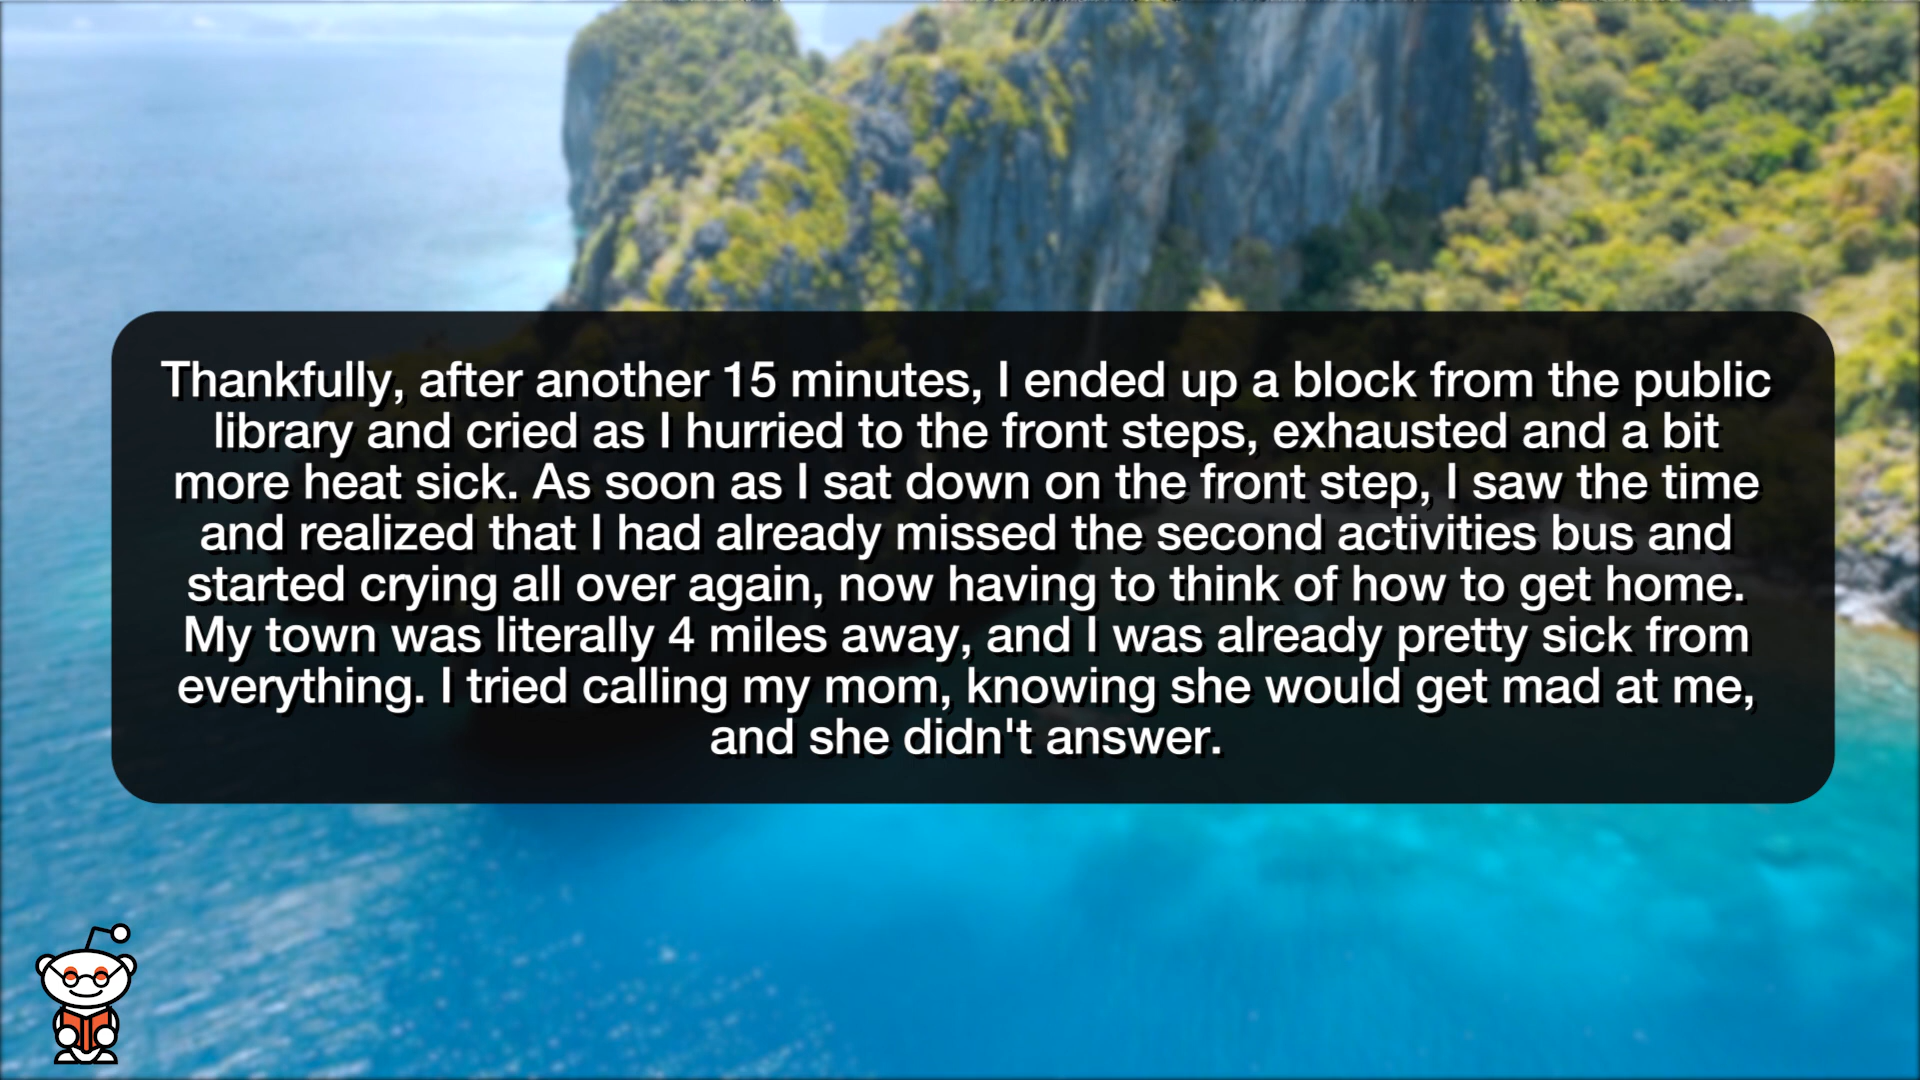 Thankfully, after another 15 minutes, I ended up a block from the public
library and cried as I hurried to the front steps, exhausted and a bit
more heat sick. As soon as I sat down on the front step, I saw the time
and realized that I had already missed the second activities bus and
started crying all over again, now having to think of how to get home.
My town was literally 4 miles away, and I was already pretty sick from
everything. I tried calling my mom, knowing she would get mad at me,
and she didn't answer.